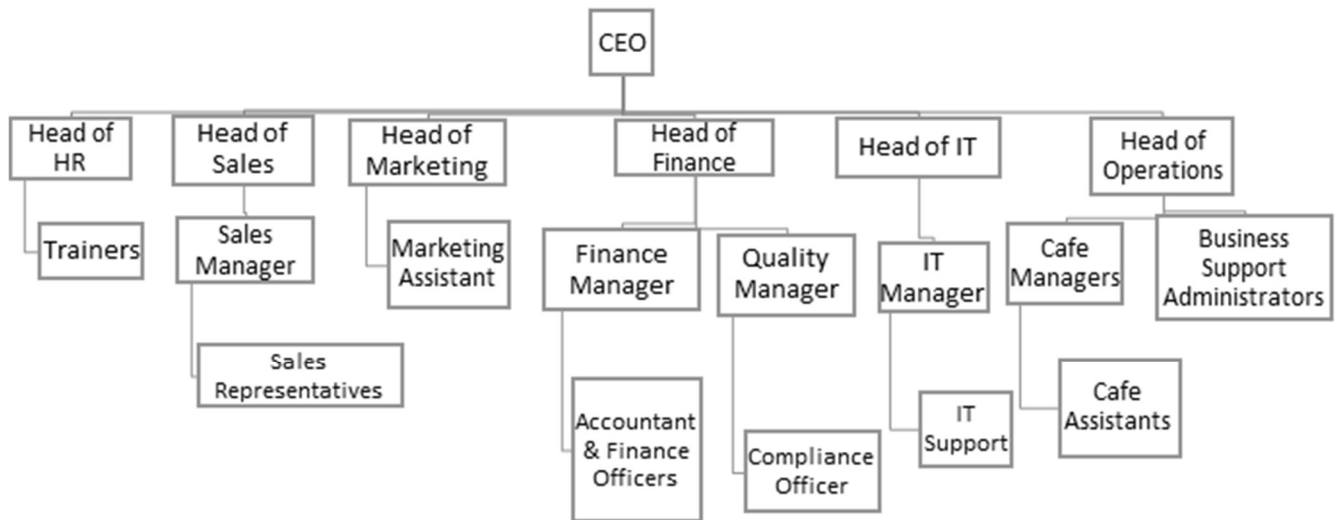 CEO
Head of
HR
Head of
Sales
Head of
Marketing
Head of
Finance
Head of IT
Head of
Operations
Trainers
Sales
Manager
Marketing
Assistant
Finance
Manager
Quality
Manager
IT
Manager
Cafe
Managers
Business
Support
Administrators
Sales
Representatives
Accountant
& Finance
Officers
Compliance
Officer
IT
Support
Cafe
Assistants